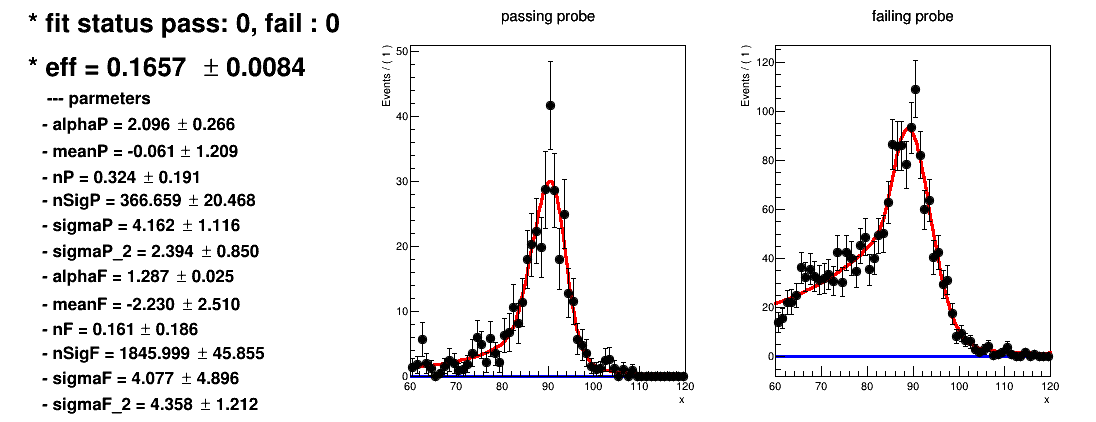 * fit status pass: 0, fail : 0
* eff = 0.1657 ± 0.0084
--- parmeters
- alphaP = 2.096 ± 0.266
- meanP = -0.061 ± 1.209
- nP = 0.324 ± 0.191
- nSigP = 366.659 ± 20.468
- sigmaP = 4.162 ± 1.116
- sigmaP_2 = 2.394 ± 0.850
- alphaF = 1.287 ± 0.025
- meanF = -2.230 ± 2.510
- nF = 0.161 ± 0.186
- nSigF = 1845.999 ± 45.855
- sigmaF = 4.077 ± 4.896
- sigmaF_2 = 4.358 ± 1.212
passing probe
Events / ( 1 )
50
40
30
20
10
0
60 70 80 90 100 110 120
x
failing probe
Events / ( 1 )
120
100
80
60
40
20
0
60 70 80 90 100 110 120
x